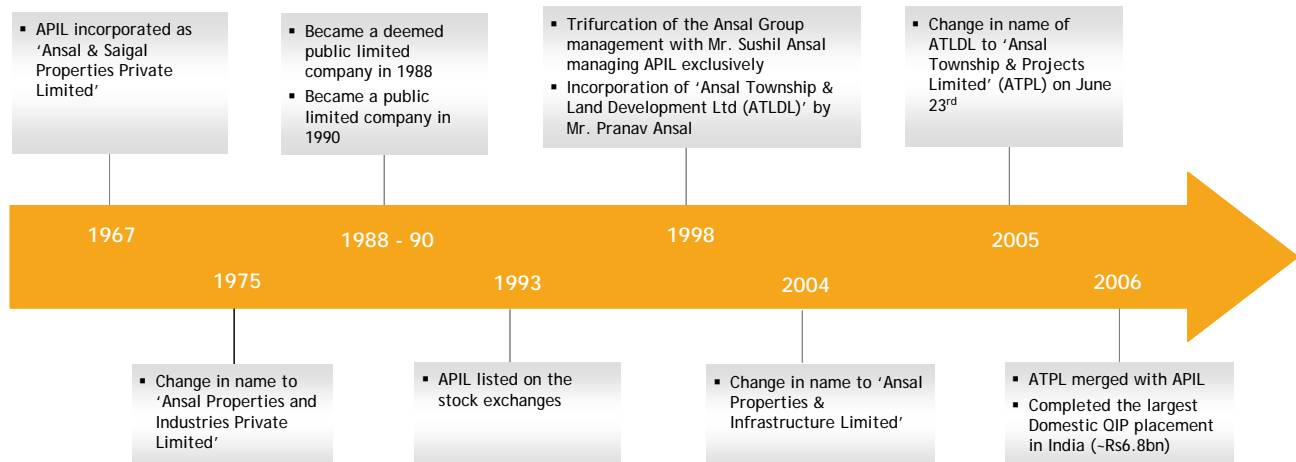 ▪ APIL incorporated as
‘Ansal & Saigal
Properties Private
Limited’
▪ Became a deemed
public limited
company in 1988
▪ Became a public
limited company in
1990
▪ Trifurcation of the Ansal Group
management with Mr. Sushil Ansal
managing APIL exclusively
▪ Incorporation of ‘Ansal Township &
Land Development Ltd (ATLDL)’ by
Mr. Pranav Ansal
▪ Change in name of
ATLDL to ‘Ansal
Township & Projects
Limited’ (ATPL) on June
23rd
1967
1988 - 90
1998
2005
1975
1993
2004
2006
▪ Change in name to
‘Ansal Properties and
Industries Private
Limited’
▪ APIL listed on the
stock exchanges
▪ Change in name to ‘Ansal
Properties &
Infrastructure Limited’
▪ ATPL merged with APIL
▪ Completed the largest
Domestic QIP placement
in India (~Rs6.8bn)